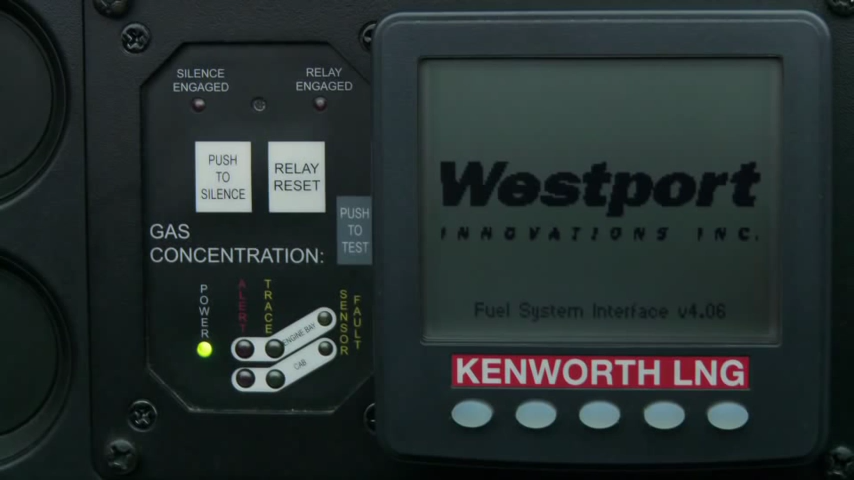 SILENCE
ENGAGED
RELAY
ENGAGED
PUSH
TO
SILENCE
RELAY
RESET
PUSH
TO
TEST
GAS
CONCENTRATION:
POWER
ALERT
TRACE
SENSOR
FAULT
ENGINE BAY
CAB
Westport
INNOVATIONS INC.
Fuel System Interface v4.06
KENWORTH LNG